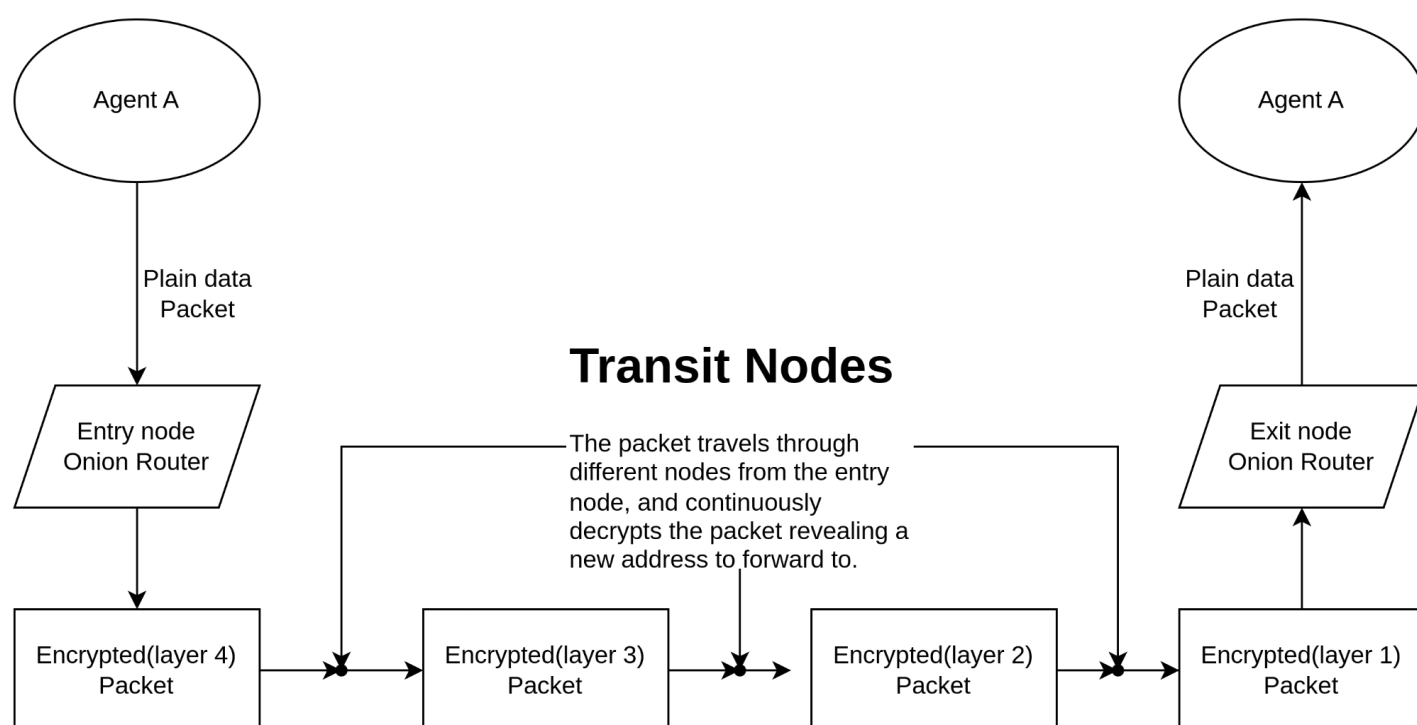 Agent A
Agent A
Plain data
Packet
Plain data
Packet
Transit Nodes
Entry node
Onion Router
The packet travels through
different nodes from the entry
node, and continuously
decrypts the packet revealing a
new address to forward to.
Exit node
Onion Router
Encrypted(layer 4)
Packet
Encrypted(layer 3)
Packet
Encrypted(layer 2)
Packet
Encrypted(layer 1)
Packet